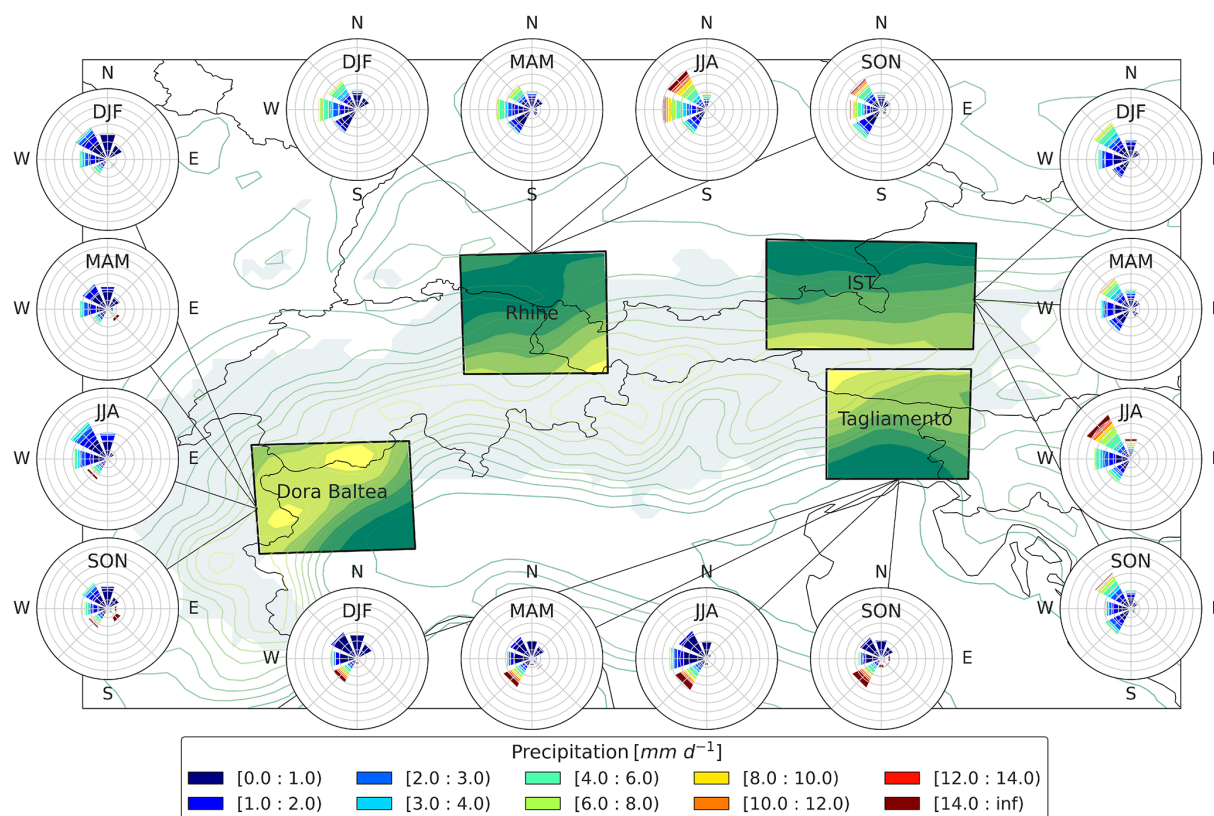 N N N N
DJF MAM JJA SON
N N
DJF W E DJF
W E W
S S S S
MAM IST MAM
Rhine
W E W
JJA Tagliamento JJA
W E W
Dora Baltea
SON SON
N N N N
W E DJF MAM JJA SON W
W E
S S
Precipitation [mm d⁻¹]
[0.0 : 1.0) [2.0 : 3.0) [4.0 : 6.0) [8.0 : 10.0) [12.0 : 14.0)
[1.0 : 2.0) [3.0 : 4.0) [6.0 : 8.0) [10.0 : 12.0) [14.0 : inf)